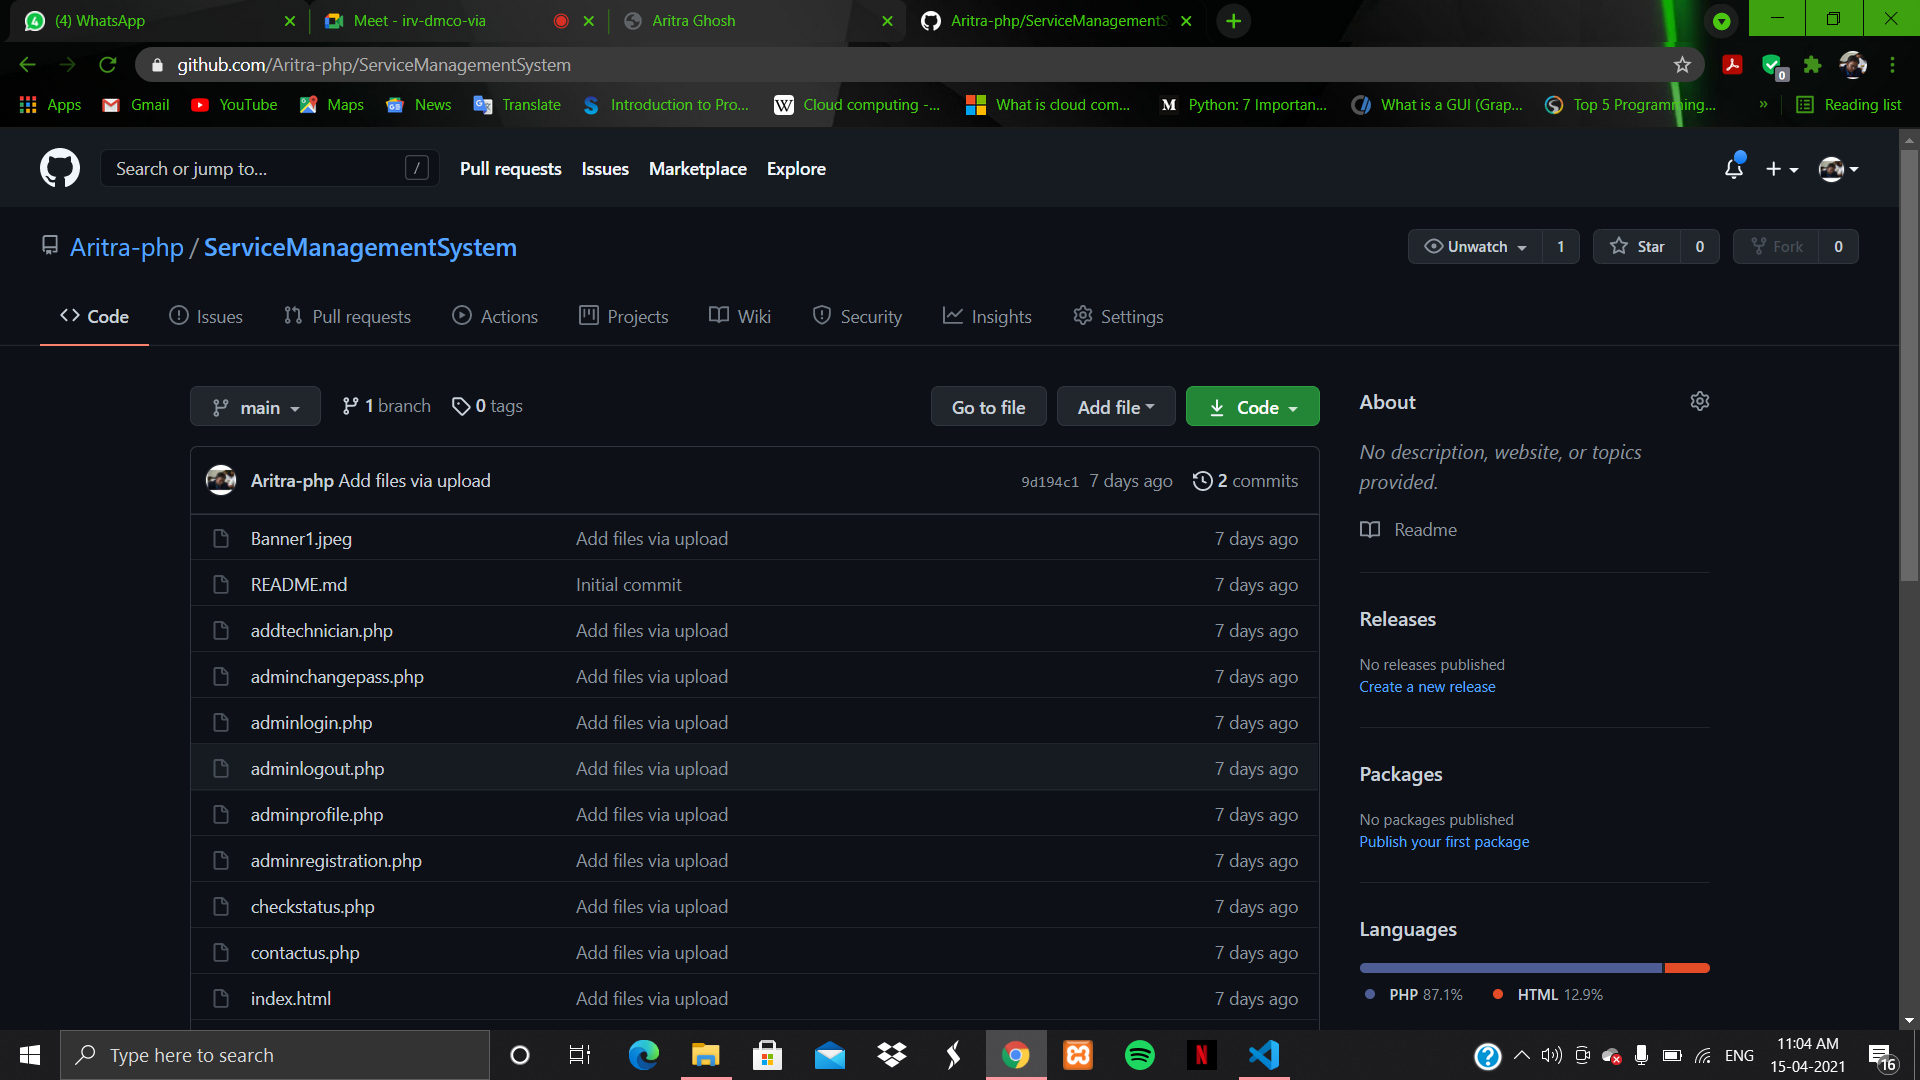 4 (4) WhatsApp
Meet - irv-dmco-via
Aritra Ghosh
Aritra-php/ServiceManagementS
github.com/Aritra-php/ServiceManagementSystem
0
Apps Gmail YouTube Maps News Translate Introduction to Pro... Cloud computing -... What is cloud com... Python: 7 Importan... What is a GUI (Grap... Top 5 Programming... » Reading list
Search or jump to... /
Pull requests Issues Marketplace Explore
Aritra-php / ServiceManagementSystem
Unwatch 1 Star 0 Fork 0
Code Issues Pull requests Actions Projects Wiki Security Insights Settings
main 1 branch 0 tags Go to file Add file Code
Aritra-php Add files via upload 9d194c1 7 days ago 2 commits
Banner1.jpeg Add files via upload 7 days ago
README.md Initial commit 7 days ago
addtechnician.php Add files via upload 7 days ago
adminchangepass.php Add files via upload 7 days ago
adminlogin.php Add files via upload 7 days ago
adminlogout.php Add files via upload 7 days ago
adminprofile.php Add files via upload 7 days ago
adminregistration.php Add files via upload 7 days ago
checkstatus.php Add files via upload 7 days ago
contactus.php Add files via upload 7 days ago
index.html Add files via upload 7 days ago
About
No description, website, or topics
provided.
Readme
Releases
No releases published
Create a new release
Packages
No packages published
Publish your first package
Languages
PHP 87.1% HTML 12.9%
Type here to search
ENG
11:04 AM
15-04-2021
16